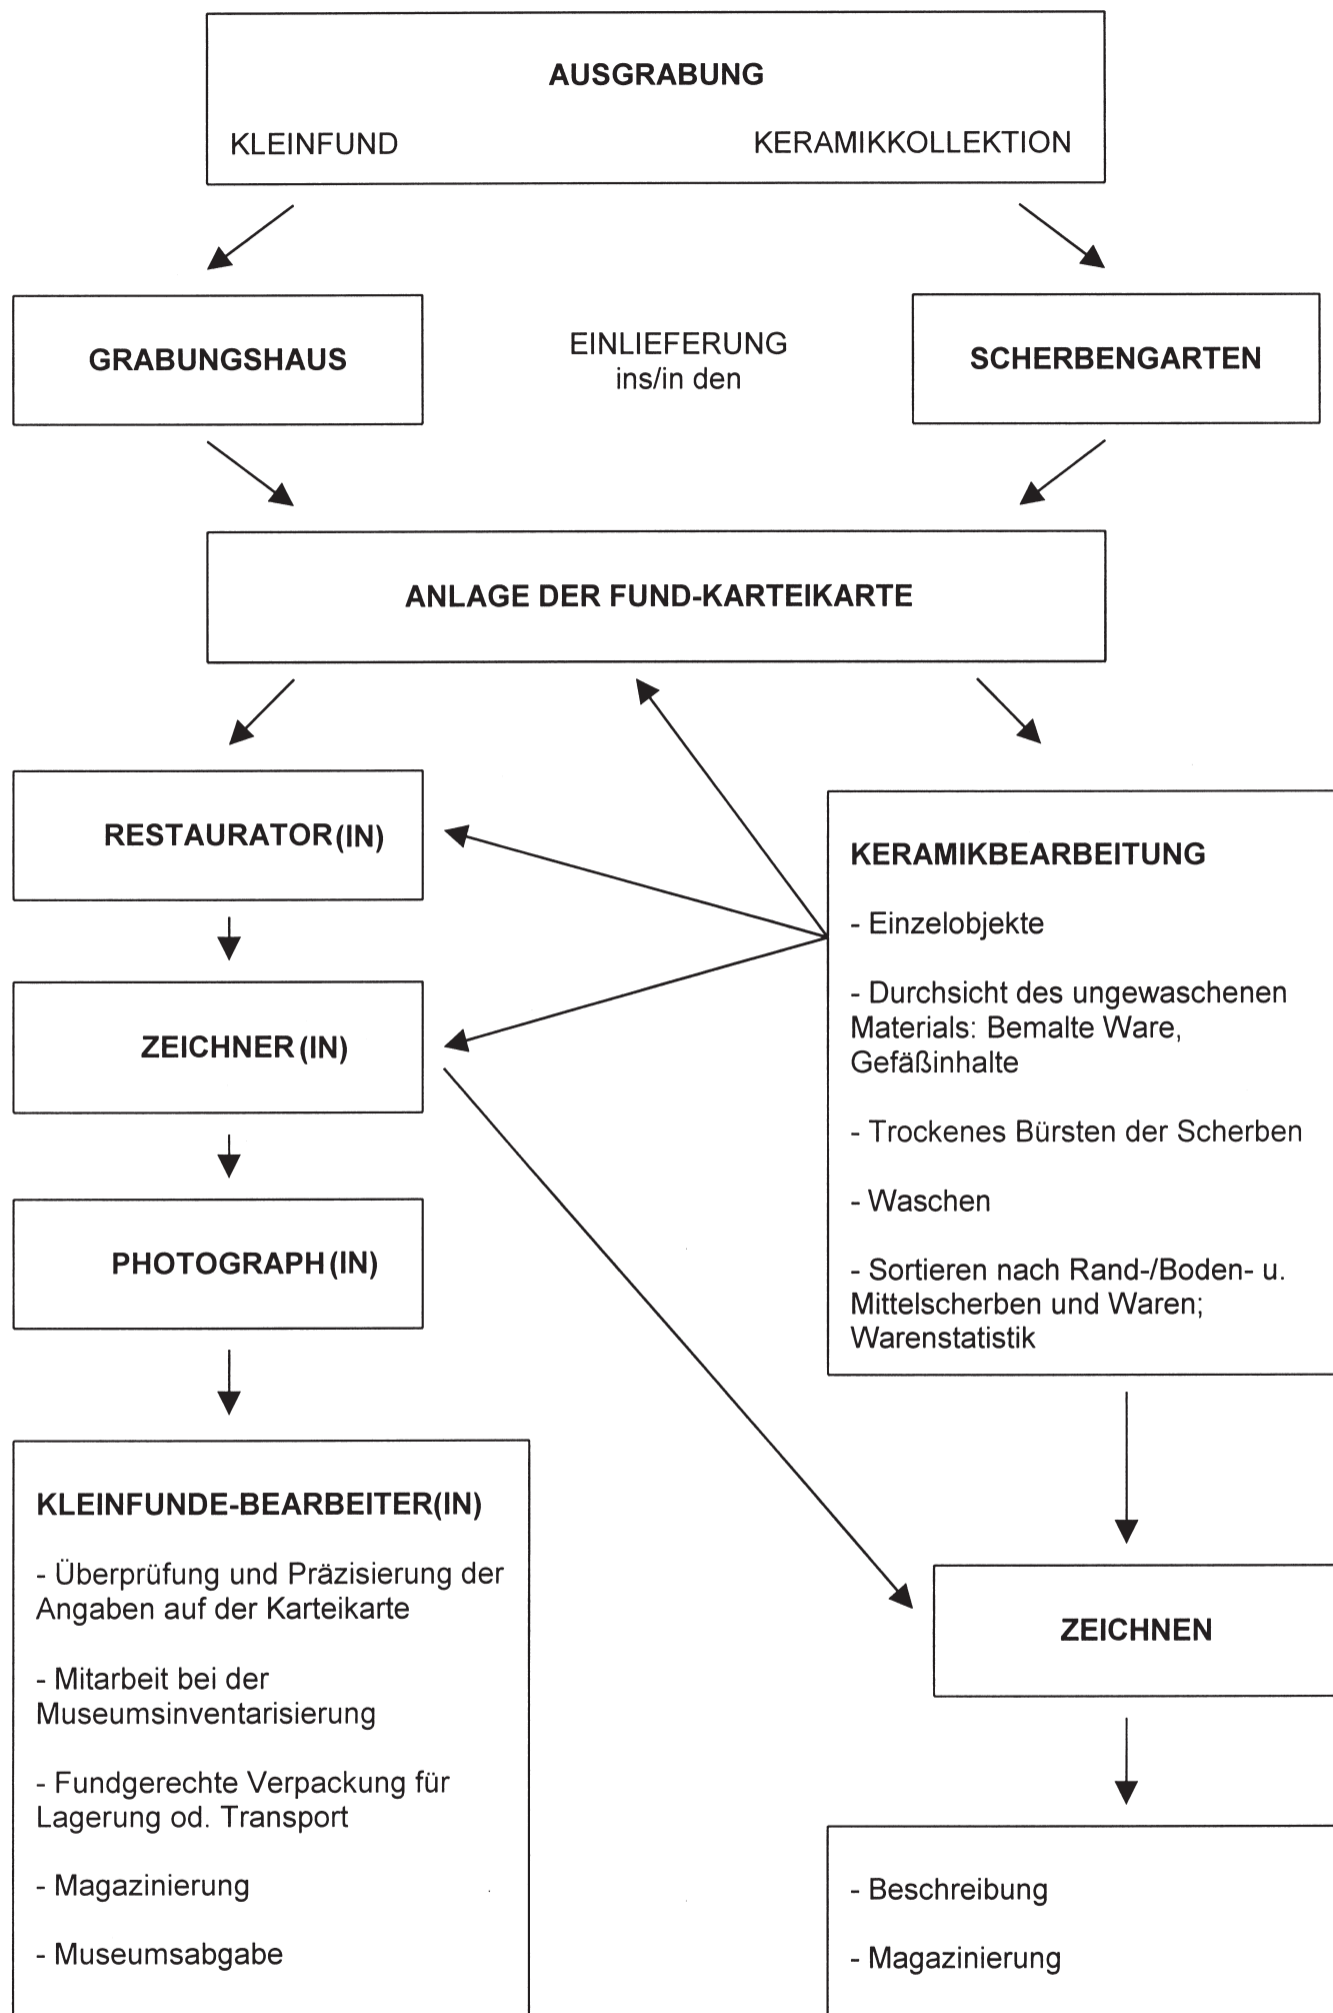 AUSGRABUNG
KLEINFUND
KERAMIKKOLLEKTION
GRABUNGSHAUS
EINLIEFERUNG
ins/in den
SCHERBENGARTEN
ANLAGE DER FUND-KARTEIKARTE
RESTAURATOR(IN)
ZEICHNER(IN)
PHOTOGRAPH(IN)
KLEINFUNDE-BEARBEITER(IN)
- Überprüfung und Präzisierung der
Angaben auf der Karteikarte
- Mitarbeit bei der
Museumsinventarisierung
- Fundgerechte Verpackung für
Lagerung od. Transport
- Magazinierung
- Museumsabgabe
KERAMIKBEARBEITUNG
- Einzelobjekte
- Durchsicht des ungewaschenen
Materials: Bemalte Ware,
Gefäßinhalte
- Trockenes Bürsten der Scherben
- Waschen
- Sortieren nach Rand-/Boden- u.
Mittelscherben und Waren;
Warenstatistik
ZEICHNEN
- Beschreibung
- Magazinierung